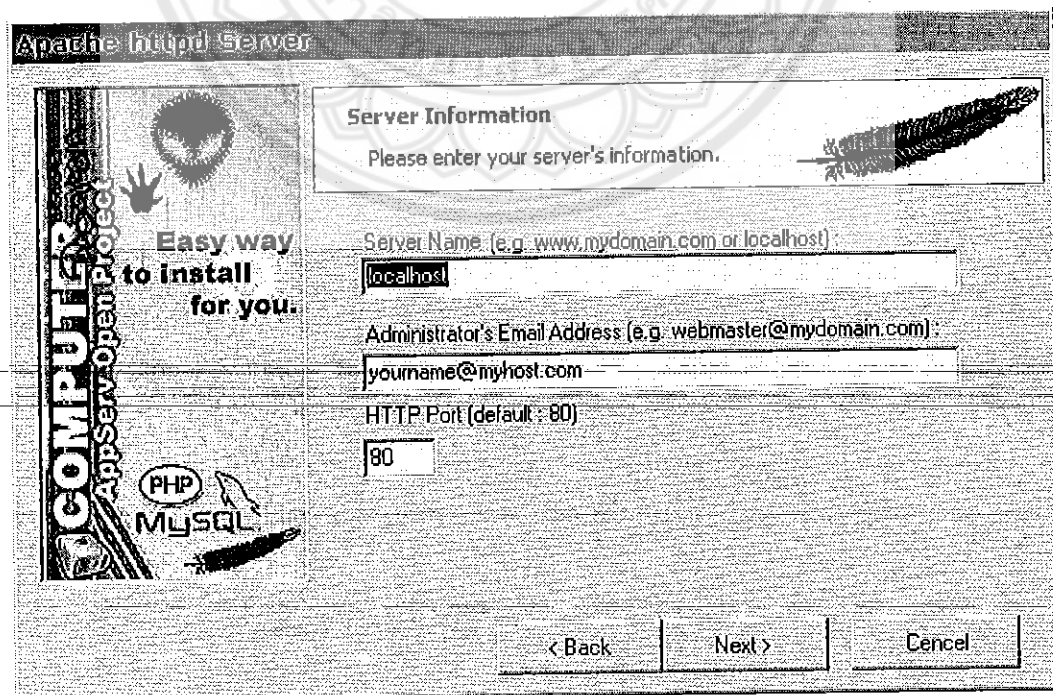 Apache httpd Server
Server Information
Please enter your server's information.
COMPUTER
AppServ Open Project
Easy way
to install
for you.
PHP
MySQL
Server Name (e.g. www.mydomain.com or localhost) :
localhost
Administrator's Email Address (e.g. webmaster@mydomain.com) :
yourname@myhost.com
HTTP Port (default : 80)
80
< Back
Next >
Cencel